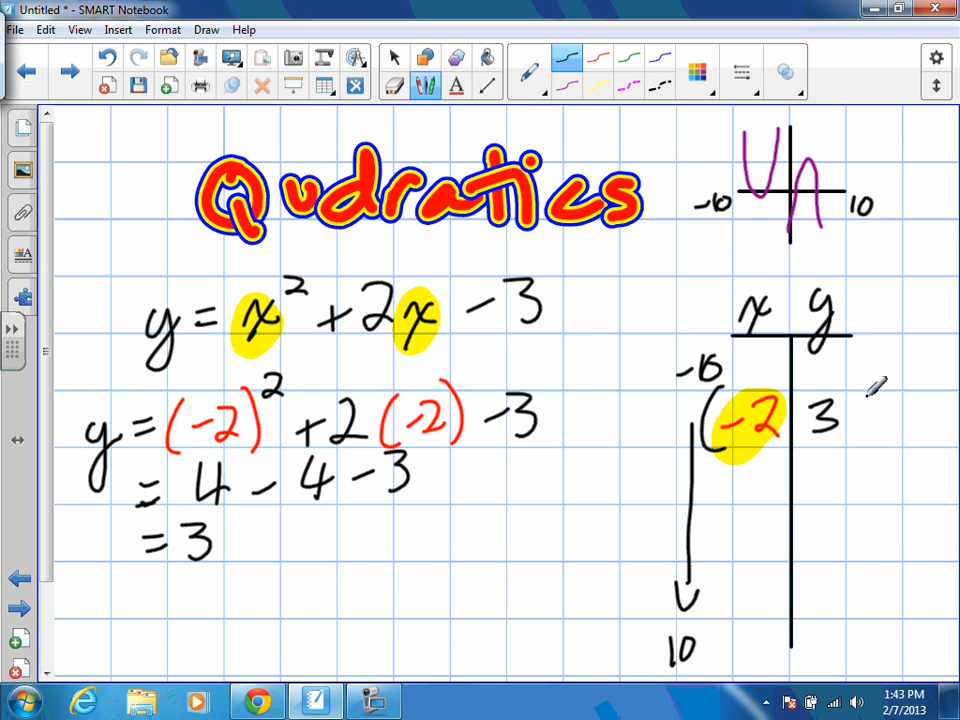 Untitled * - SMART Notebook
File Edit View Insert Format Draw Help
Qudratics
-10 10
y = x² + 2x - 3
x y
-10
y = (-2)² + 2(-2) - 3
(-2 3
= 4 - 4 - 3
= 3
10
1:43 PM
2/7/2013